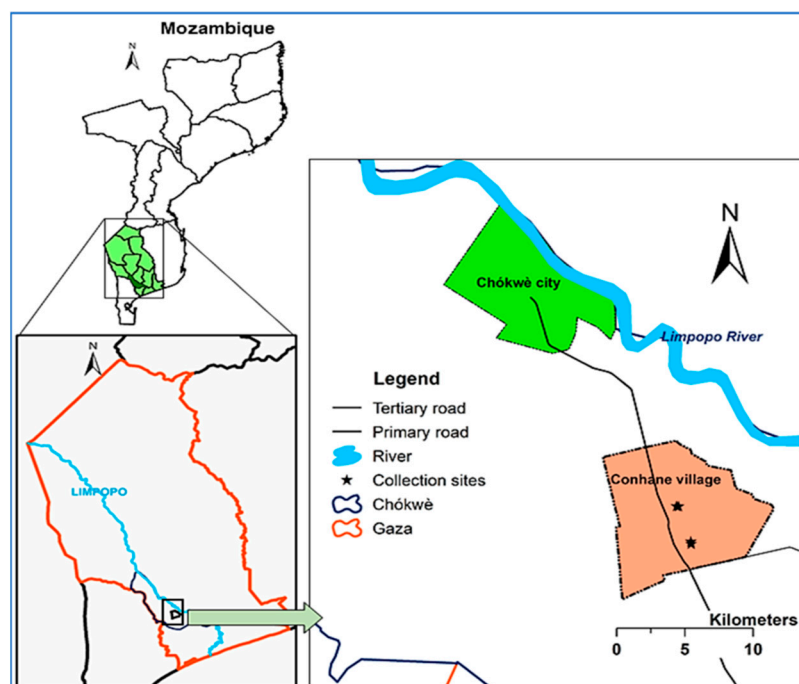 Mozambique
N
N
LIMPOPO
N
Chókwè city
Limpopo River
Legend
Tertiary road
Primary road
River
Collection sites
Chókwè
Gaza
Conhane village
Kilometers
0 5 10